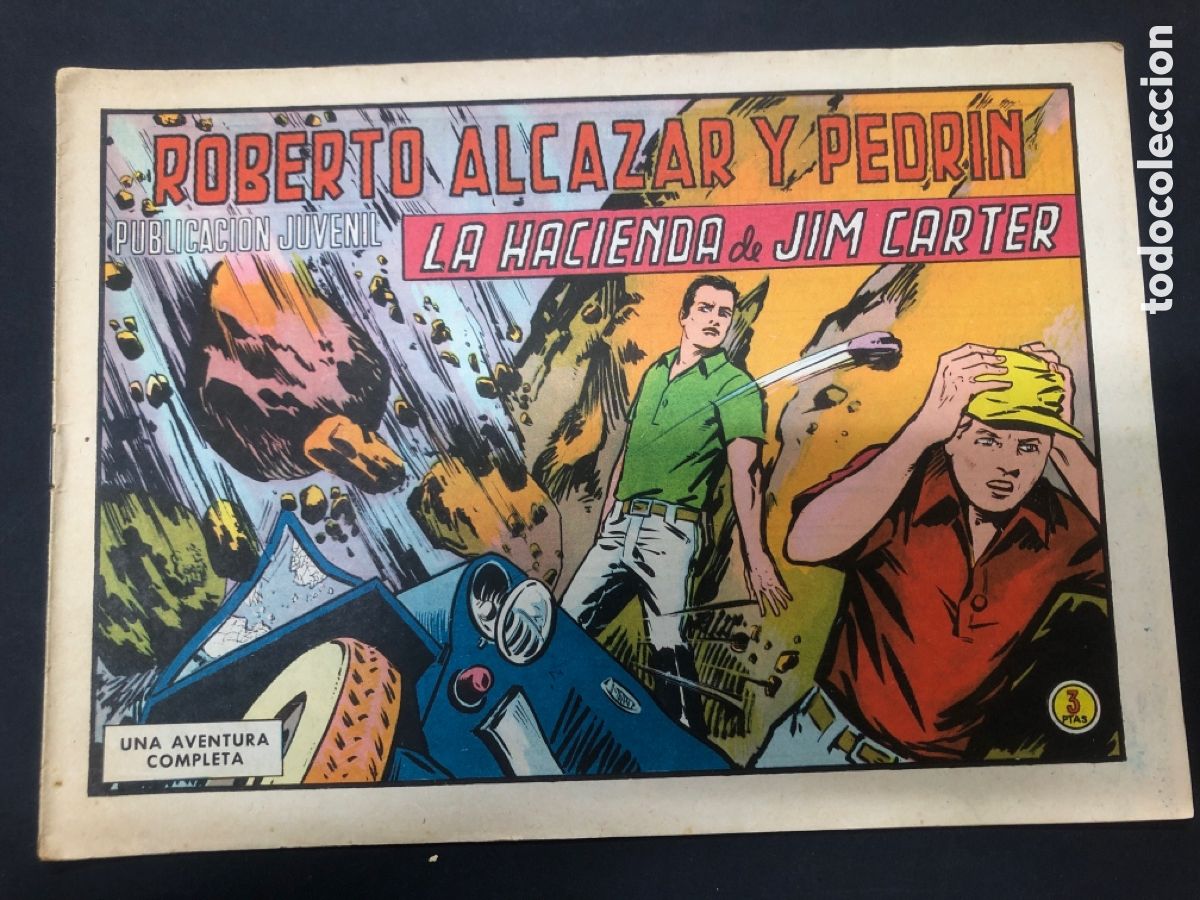 ROBERTO ALCAZAR Y PEDRIN
PUBLICACION JUVENIL
LA HACIENDA de JIM CARTER
UNA AVENTURA
COMPLETA
3
PTAS
todocoleccion